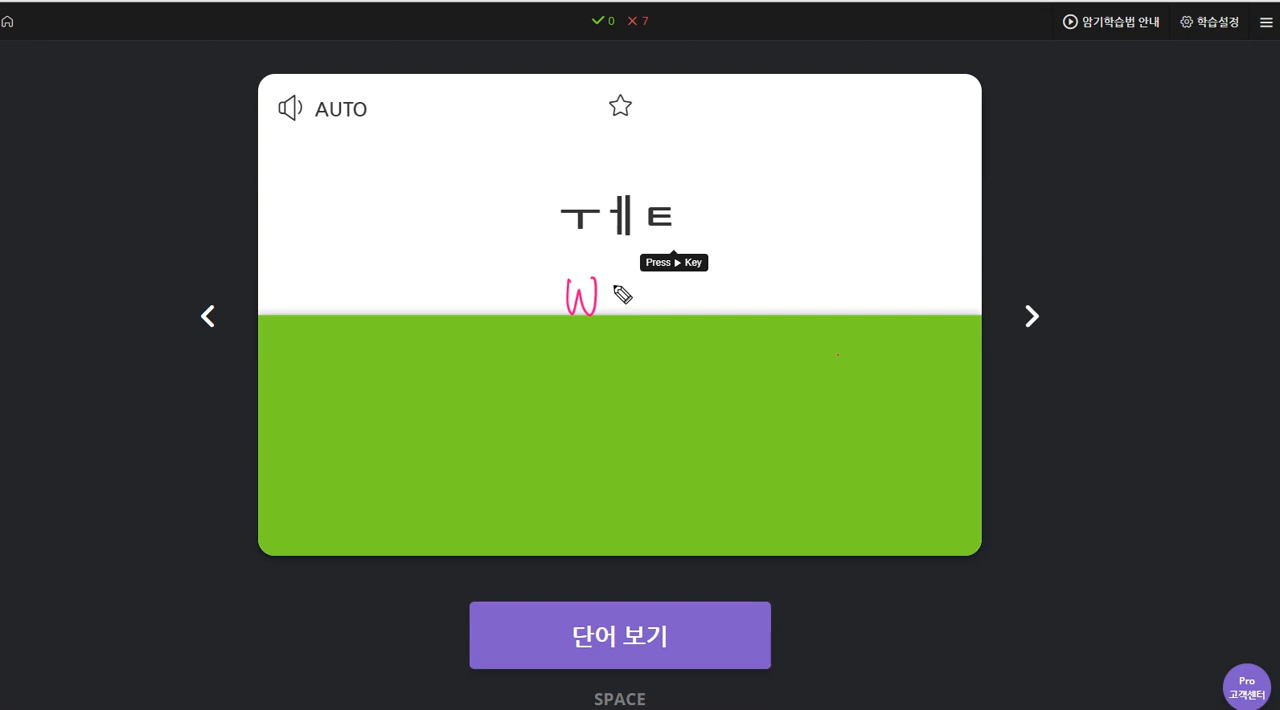 0 7 암기학습법 안내 학습설정
AUTO
ㅜㅔㅌ
Press ▶ Key
W
단어 보기
SPACE
Pro
고객센터